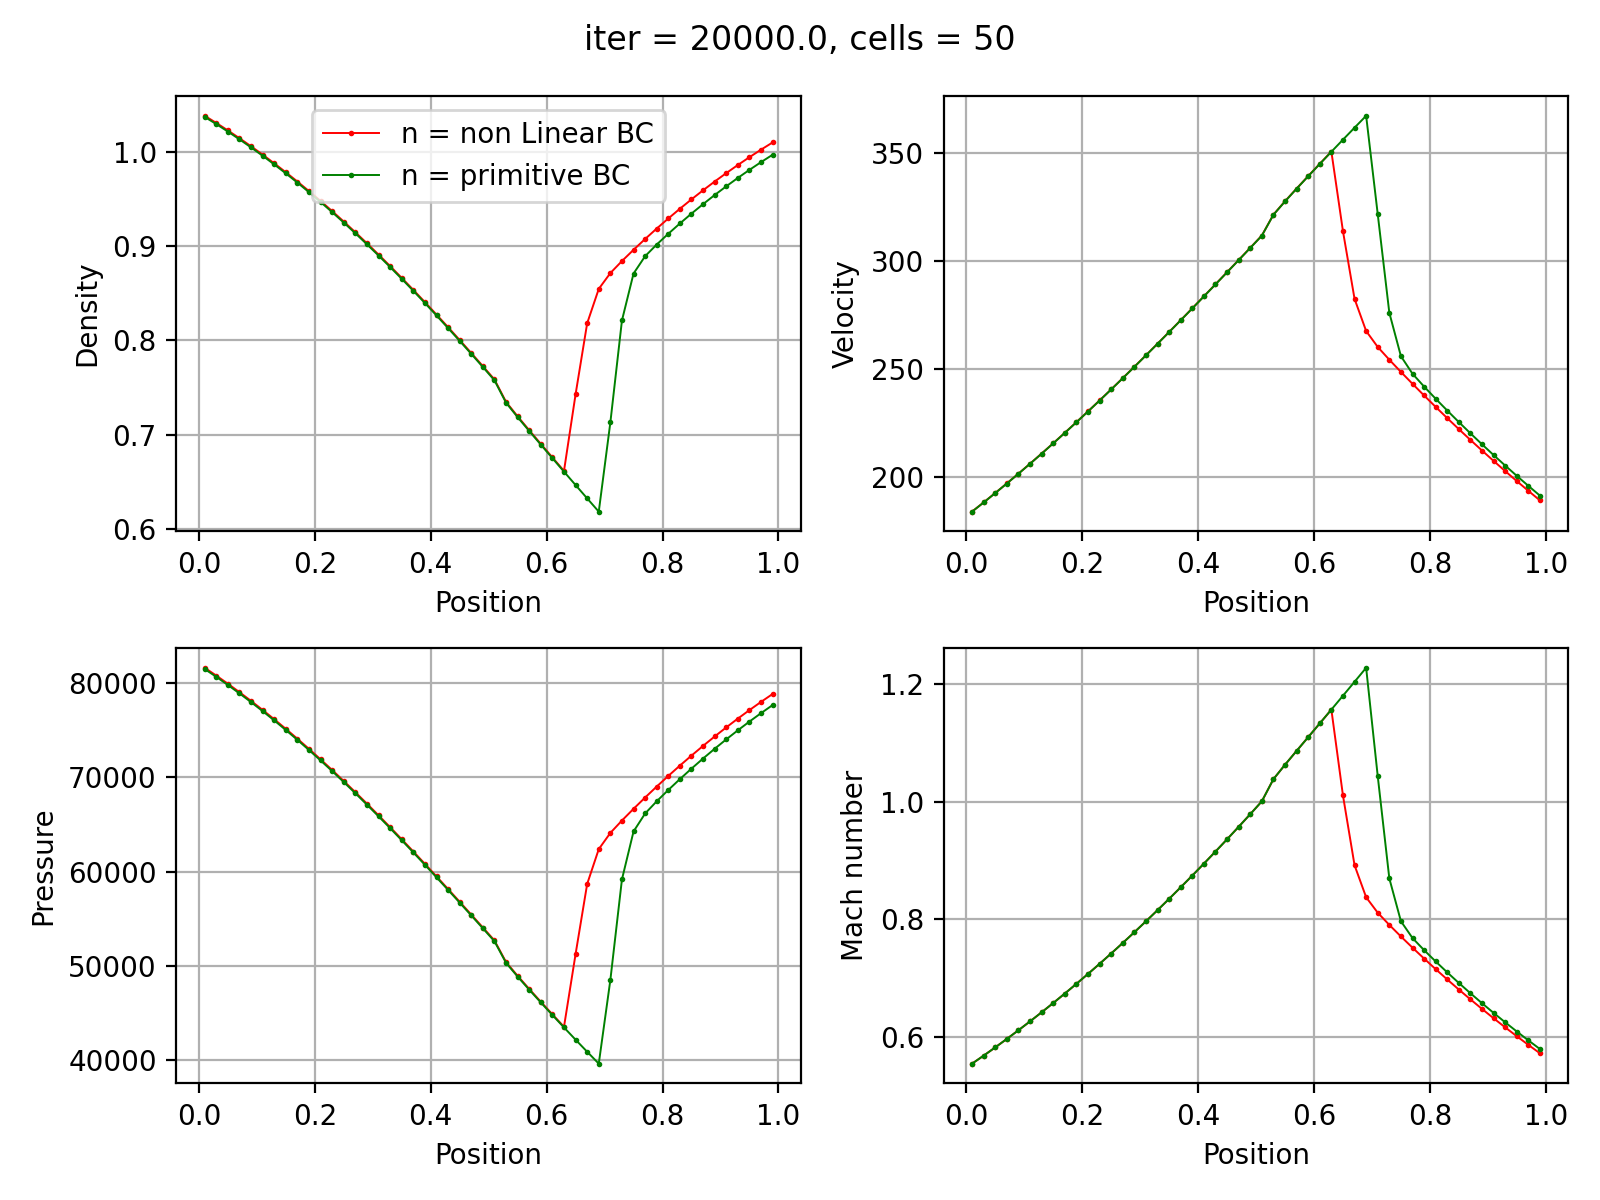 iter = 20000.0, cells = 50
n = non Linear BC
n = primitive BC
Density
1.0
0.9
0.8
0.7
0.6
0.0 0.2 0.4 0.6 0.8 1.0
Position
Velocity
350
300
250
200
0.0 0.2 0.4 0.6 0.8 1.0
Position
Pressure
80000
70000
60000
50000
40000
0.0 0.2 0.4 0.6 0.8 1.0
Position
Mach number
1.2
1.0
0.8
0.6
0.0 0.2 0.4 0.6 0.8 1.0
Position